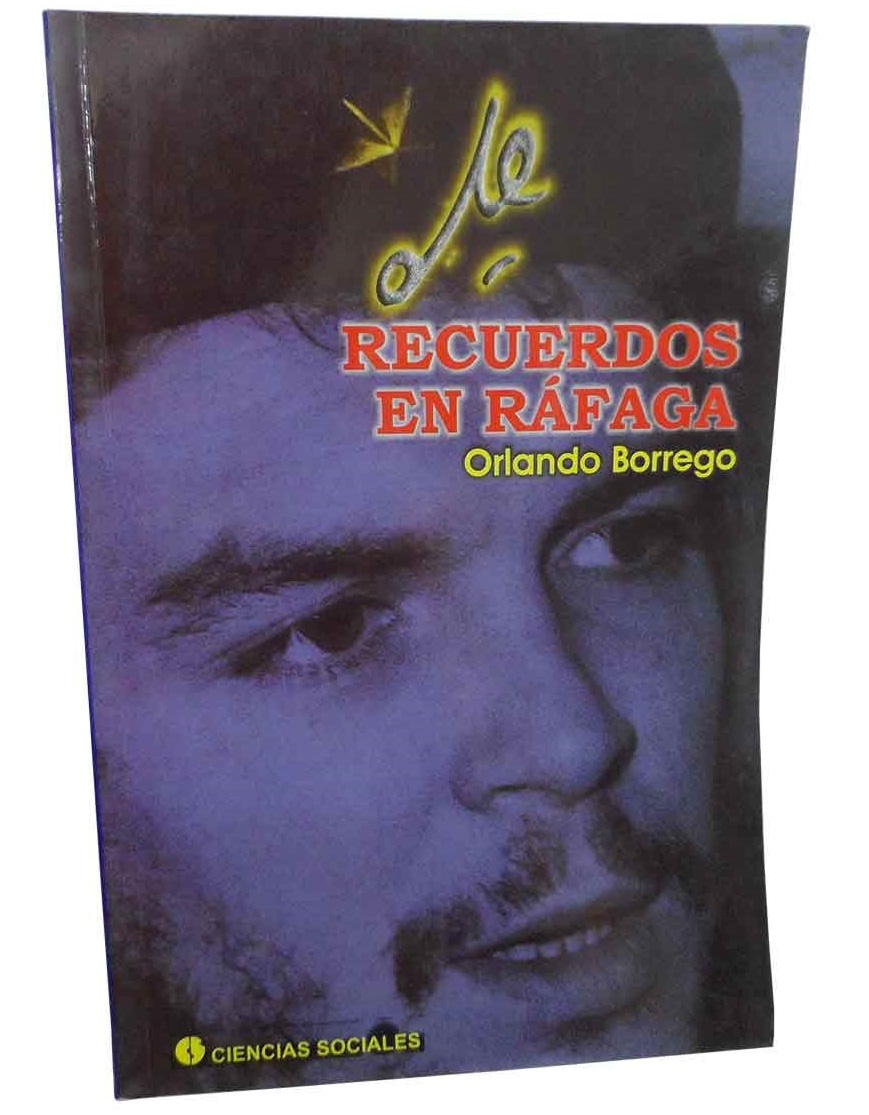 Che
RECUERDOS
EN RÁFAGA
Orlando Borrego
CIENCIAS SOCIALES